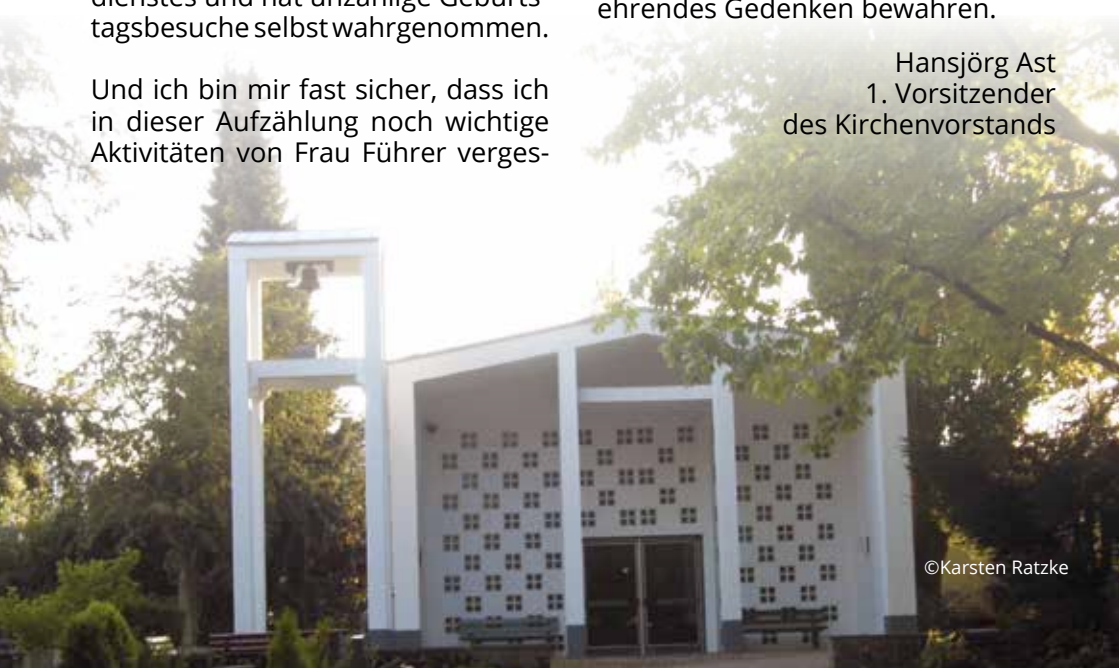 dienstes und hat unzählige Geburts-
tagsbesuche selbst wahrgenommen.
Und ich bin mir fast sicher, dass ich
in dieser Aufzählung noch wichtige
Aktivitäten von Frau Führer verges-
ehrendes Gedenken bewahren.
Hansjörg Ast
1. Vorsitzender
des Kirchenvorstands
©Karsten Ratzke